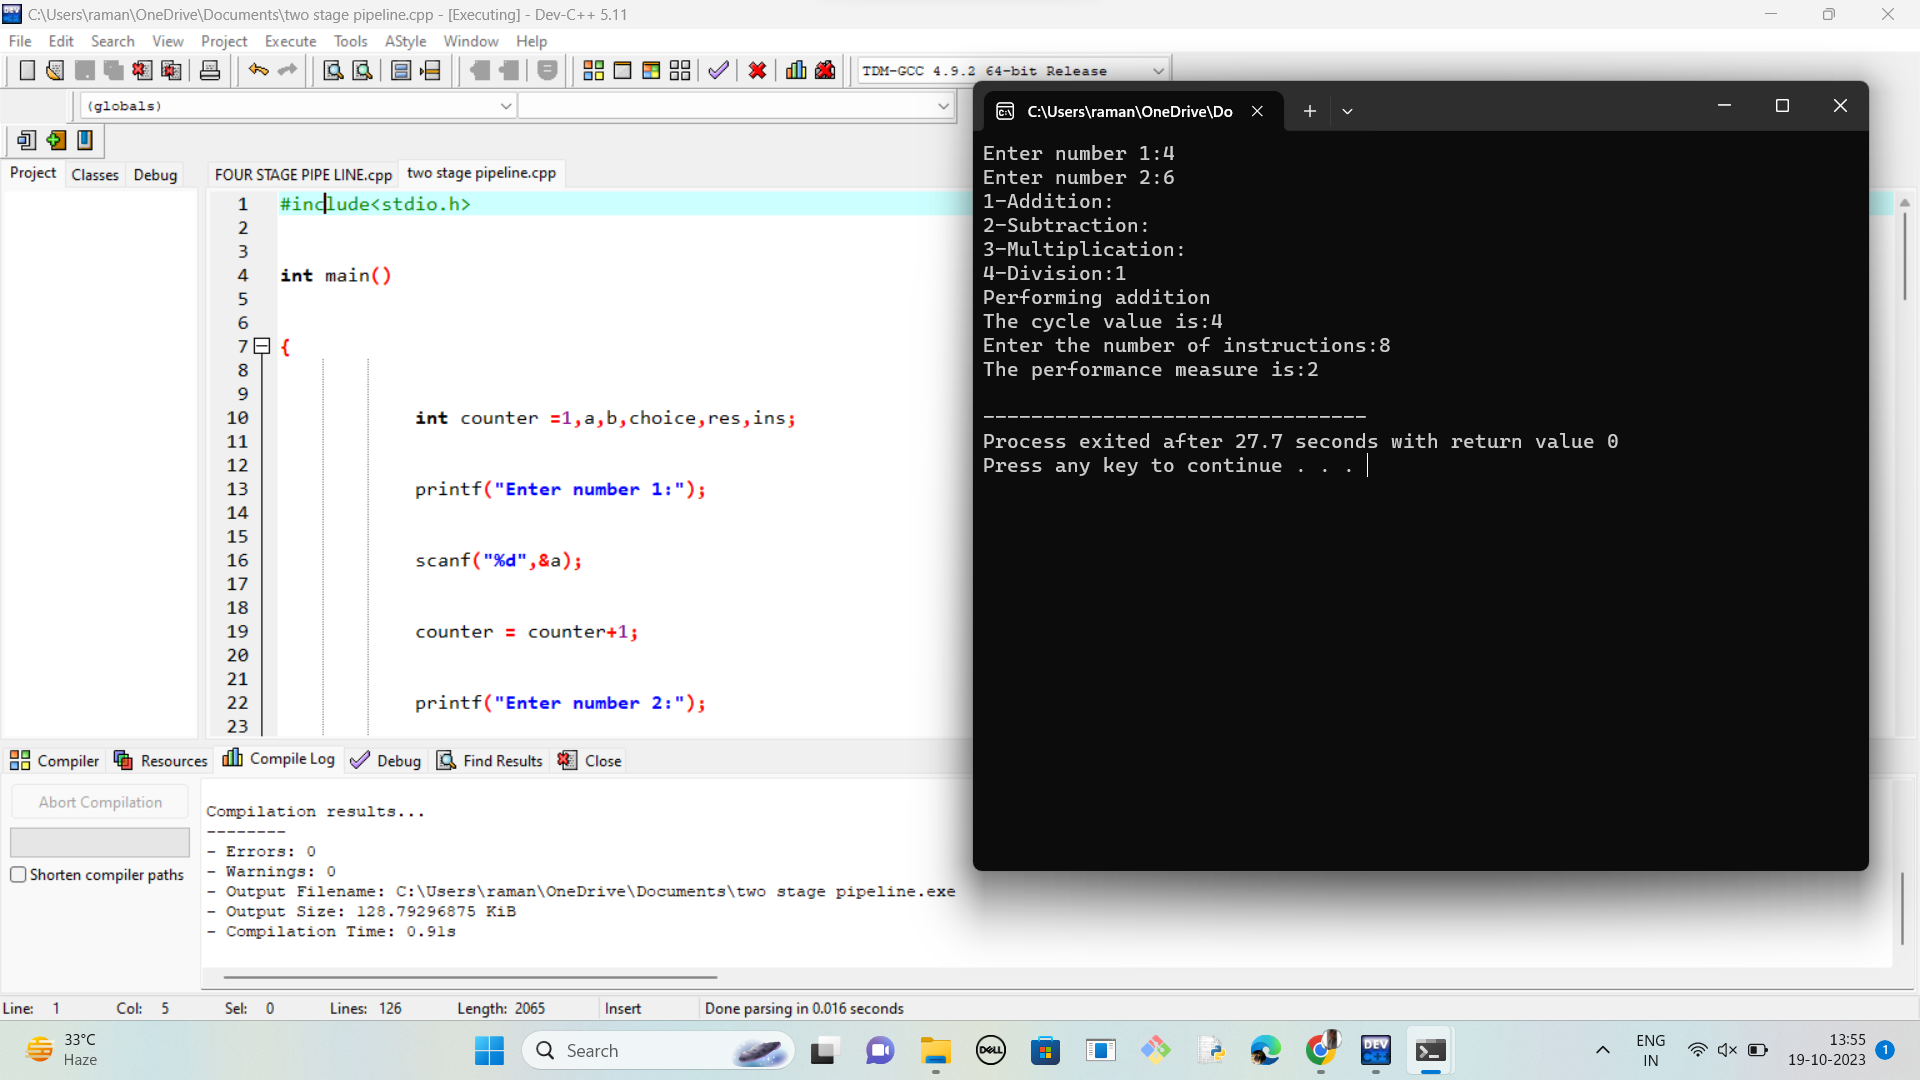 C:\Users\raman\OneDrive\Documents\two stage pipeline.cpp - [Executing] - Dev-C++ 5.11
File Edit Search View Project Execute Tools AStyle Window Help
TDM-GCC 4.9.2 64-bit Release
(globals)
Project Classes Debug
FOUR STAGE PIPE LINE.cpp two stage pipeline.cpp
1 #include<stdio.h>
2
3
4 int main()
5
6
7 {
8
9
10 int counter =1,a,b,choice,res,ins;
11
12
13 printf("Enter number 1:");
14
15
16 scanf("%d",&a);
17
18
19 counter = counter+1;
20
21
22 printf("Enter number 2:");
23
C:\Users\raman\OneDrive\Do
Enter number 1:4
Enter number 2:6
1-Addition:
2-Subtraction:
3-Multiplication:
4-Division:1
Performing addition
The cycle value is:4
Enter the number of instructions:8
The performance measure is:2
--------------------------------
Process exited after 27.7 seconds with return value 0
Press any key to continue . . .
Compiler Resources Compile Log Debug Find Results Close
Abort Compilation
Shorten compiler paths
Compilation results...
--------
- Errors: 0
- Warnings: 0
- Output Filename: C:\Users\raman\OneDrive\Documents\two stage pipeline.exe
- Output Size: 128.79296875 KiB
- Compilation Time: 0.91s
Line: 1 Col: 5 Sel: 0 Lines: 126 Length: 2065 Insert Done parsing in 0.016 seconds
33°C
Haze
Search
DELL
DEV
C++
ENG
IN
13:55
19-10-2023
1